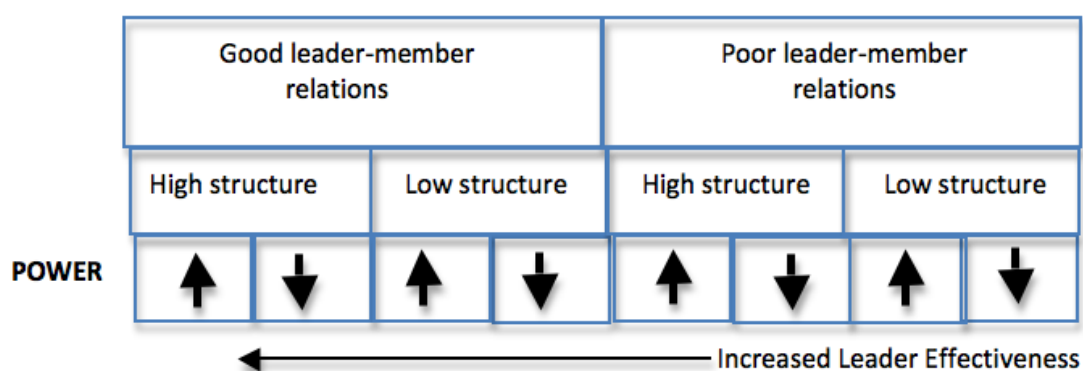 Good leader-member
relations
Poor leader-member
relations
High structure
Low structure
High structure
Low structure
POWER
Increased Leader Effectiveness